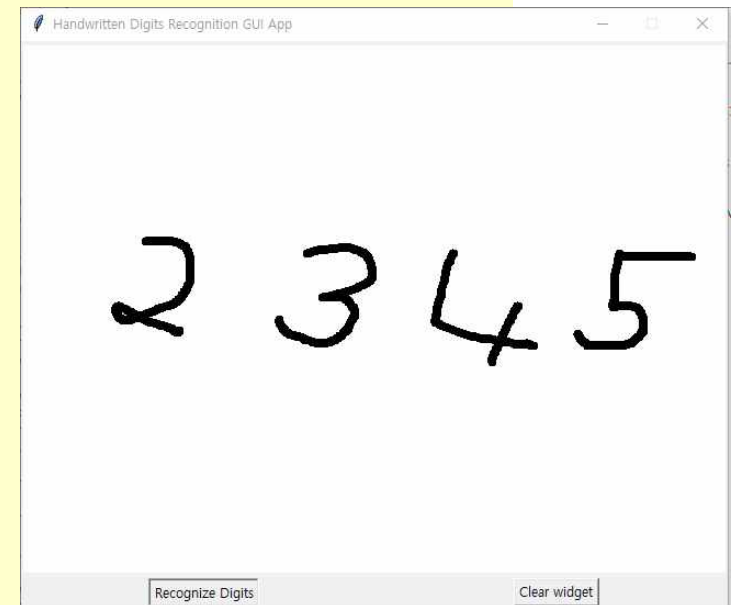 Handwritten Digits Recognition GUI App
2 3 4 5
Recognize Digits Clear widget